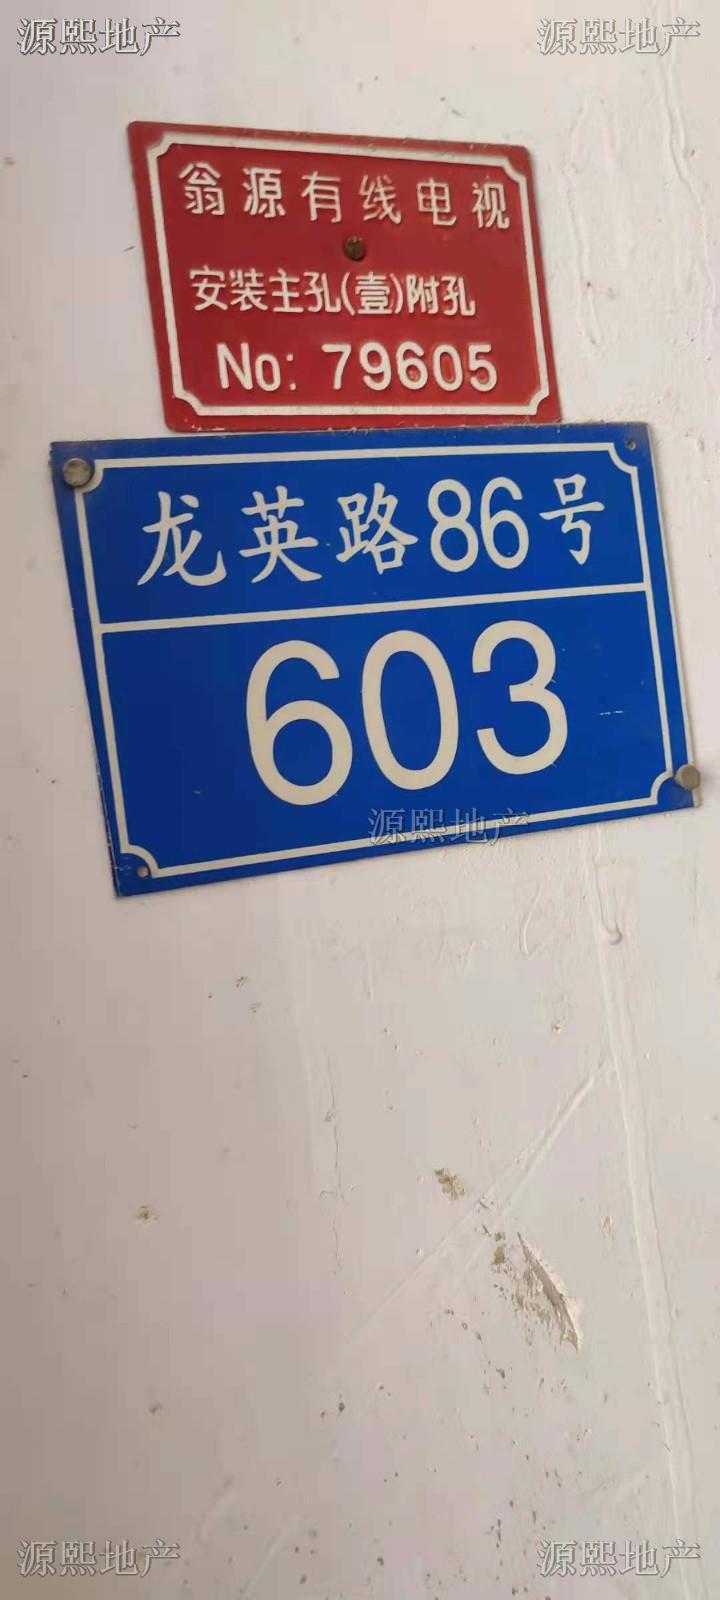 源熙地产 源熙地产
翁源有线电视
安装主孔(壹)附孔
No: 79605
龙英路86号
603
源熙地产
源熙地产 源熙地产